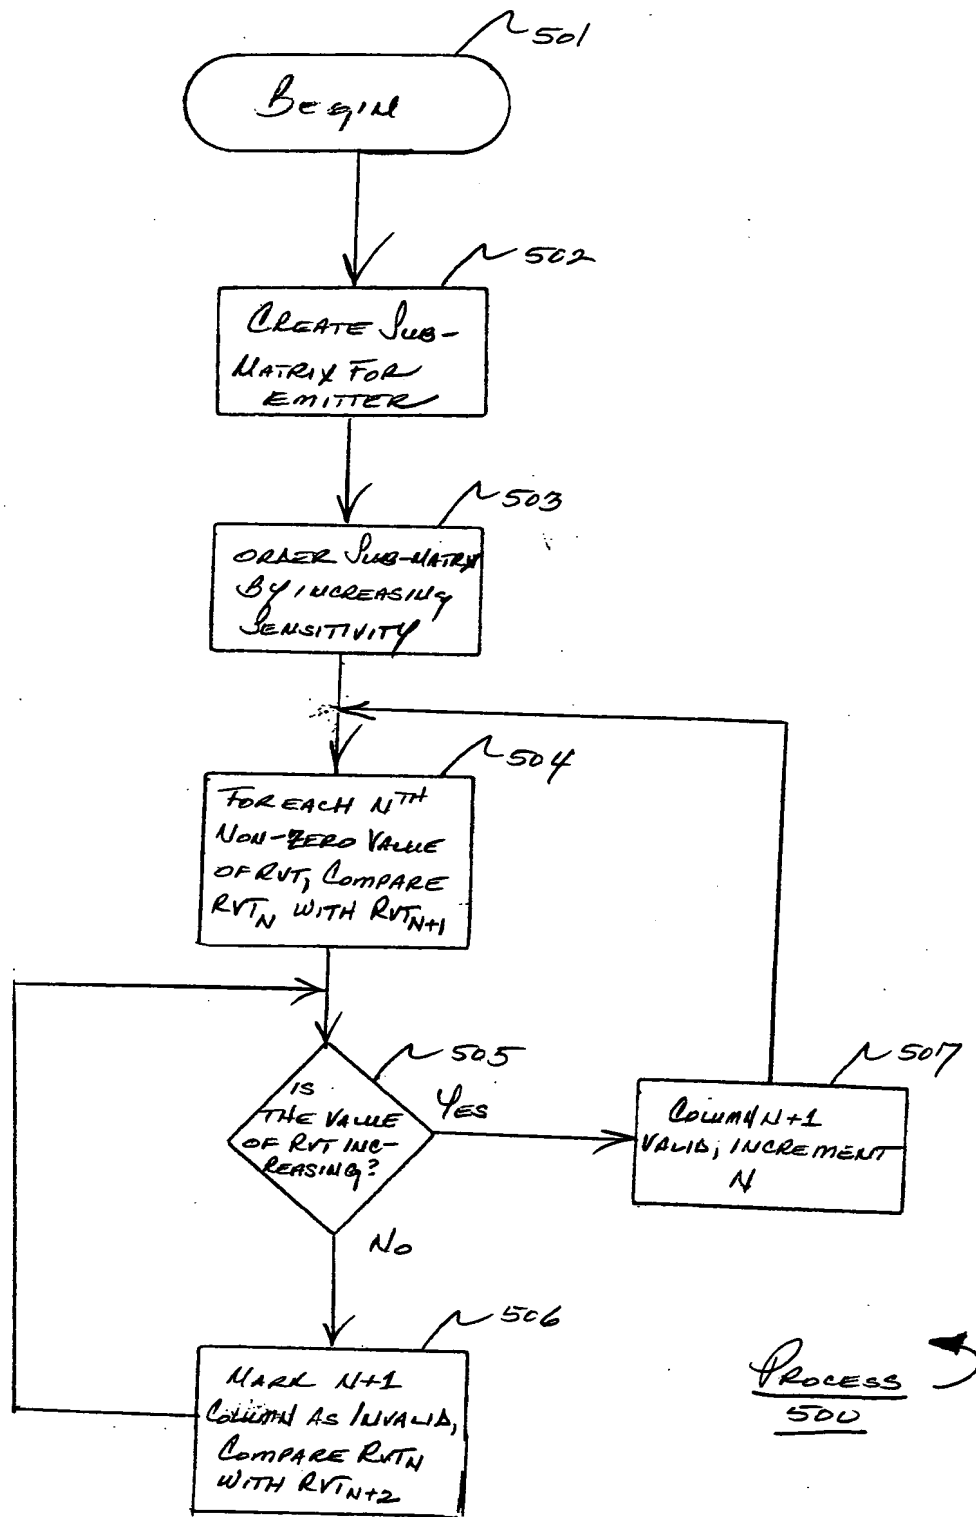 501
Begin
502
CREATE SUB-
MATRIX FOR
EMITTER
503
ORDER SUB-MATRIX
BY INCREASING
SENSITIVITY
504
FOR EACH NTH
NON-ZERO VALUE
OF RVT, COMPARE
RVTN WITH RVTN+1
505
IS
THE VALUE
OF RVT INC-
REASING?
YES
507
COLUMN N+1
VALID; INCREMENT
N
NO
506
MARK N+1
COLUMN AS INVALID,
COMPARE RVTN
WITH RVTN+2
PROCESS
500